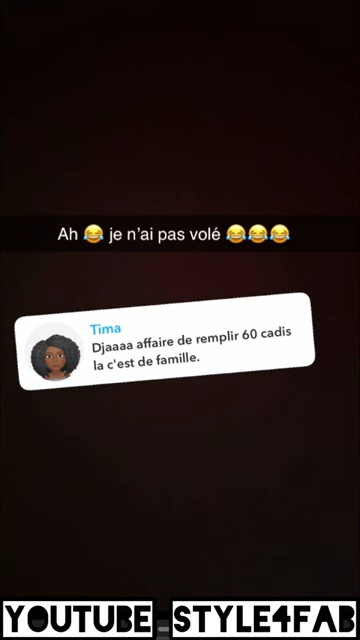 Ah 😂 je n'ai pas volé 😂😂😂
Tima
Djaaaa affaire de remplir 60 cadis
la c'est de famille.
YOUTUBE STYLE4FAB